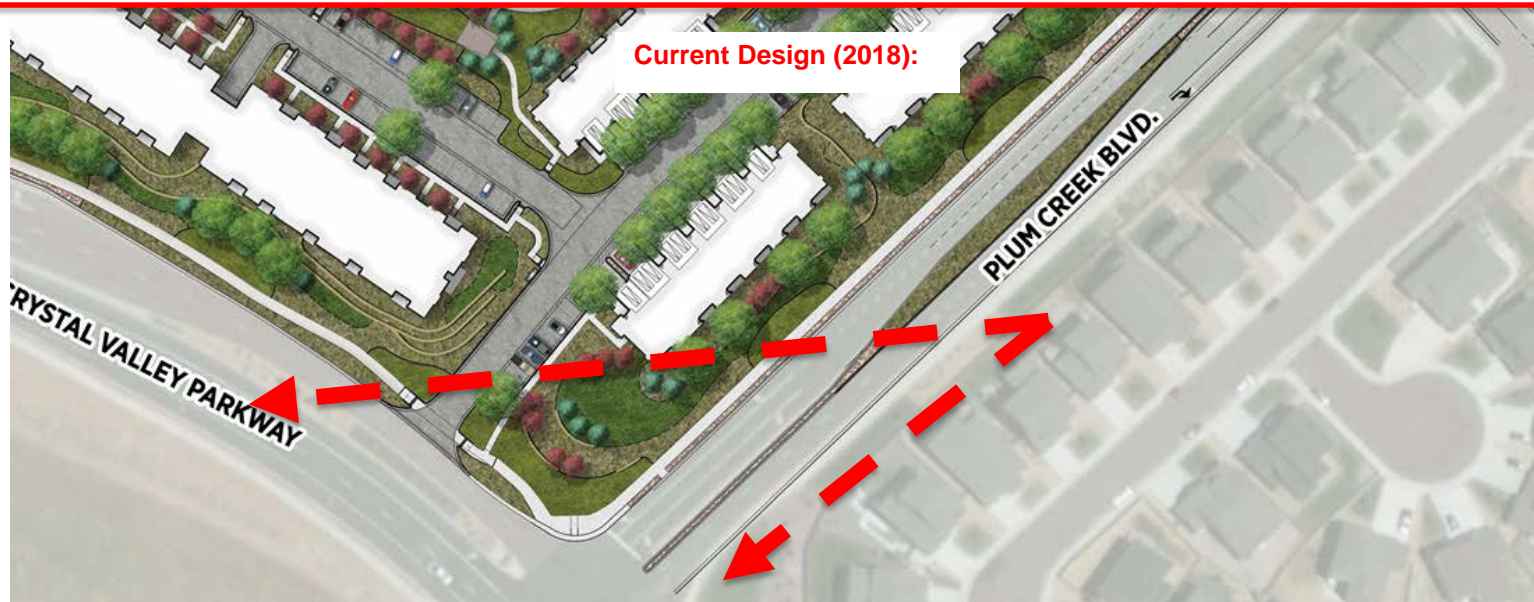 Current Design (2018):
PLUM CREEK BLVD.
CRYSTAL VALLEY PARKWAY